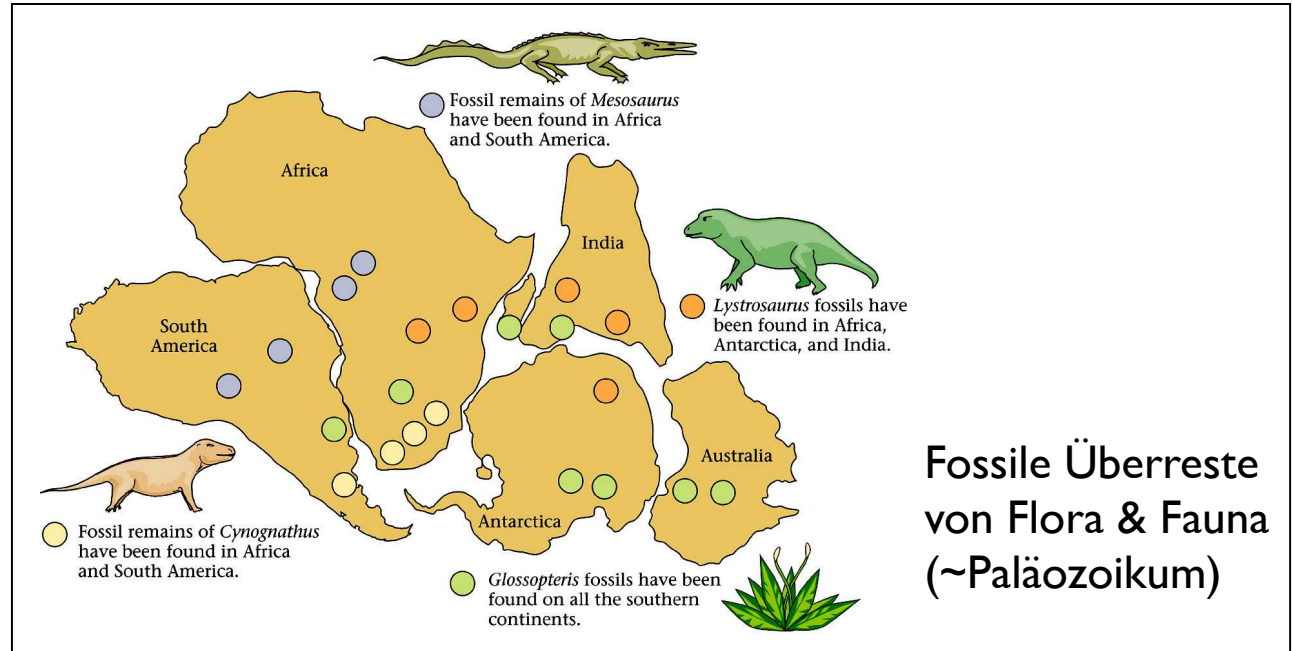 Fossil remains of Mesosaurus
have been found in Africa
and South America.
Africa
India
Lystrosaurus fossils have
been found in Africa,
Antarctica, and India.
South
America
Australia
Antarctica
Fossil remains of Cynognathus
have been found in Africa
and South America.
Glossopteris fossils have been
found on all the southern
continents.
Fossile Überreste
von Flora & Fauna
(~Paläozoikum)